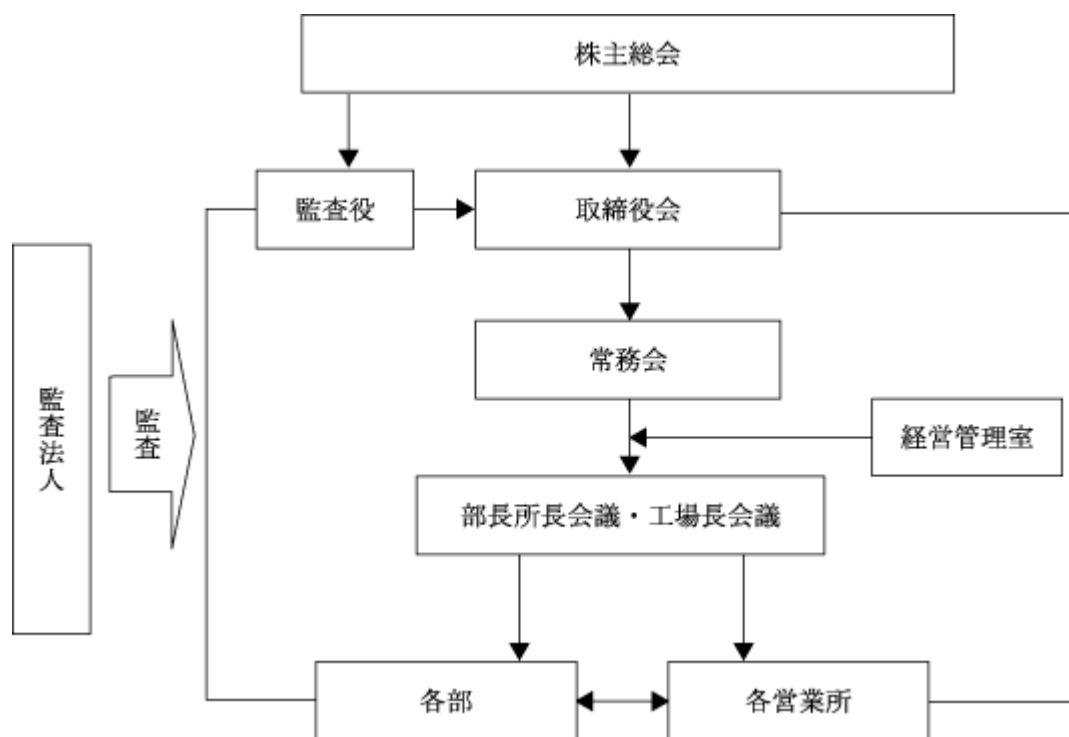 株主総会
監査役
取締役会
常務会
監査法人
監査
経営管理室
部長所長会議・工場長会議
各部
各営業所